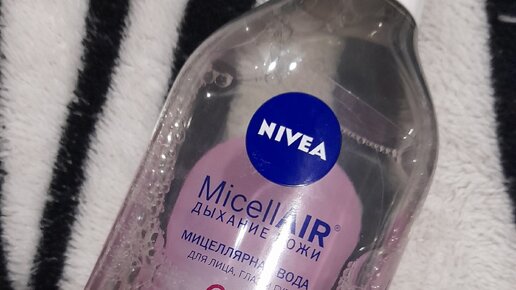 NIVEA
MicellAIR®
ДЫХАНИЕ КОЖИ
МИЦЕЛЛЯРНАЯ ВОДА
ДЛЯ ЛИЦА, ГЛАЗ И